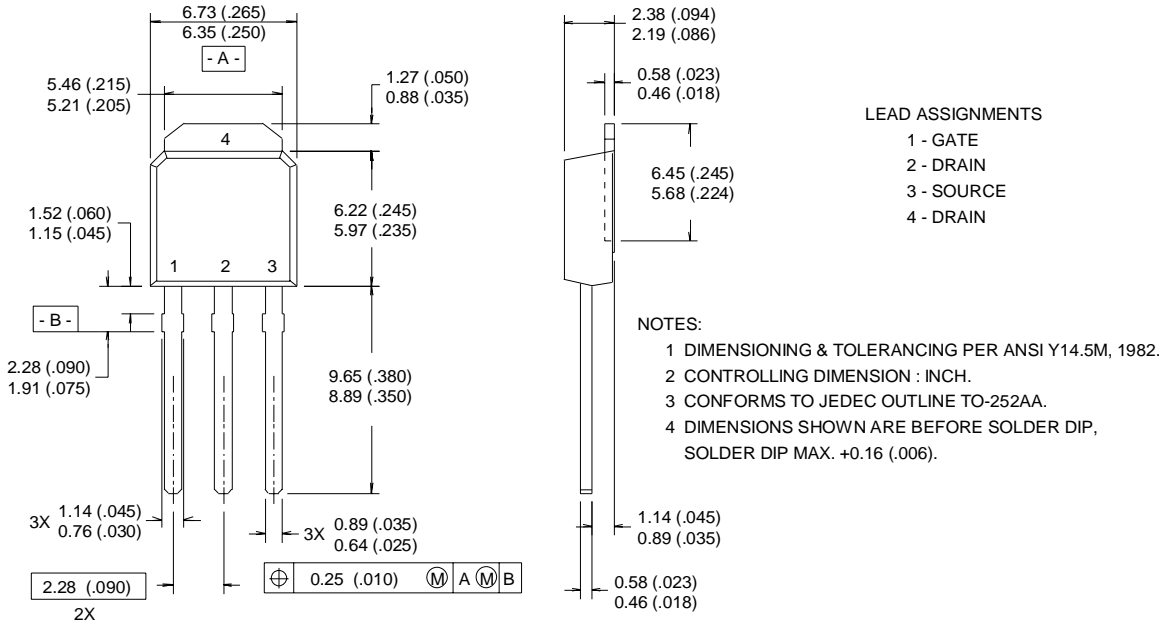 6.73 (.265)
6.35 (.250)
- A -
5.46 (.215)
5.21 (.205)
1.27 (.050)
0.88 (.035)
4
1.52 (.060)
1.15 (.045)
6.22 (.245)
5.97 (.235)
1 2 3
- B -
2.28 (.090)
1.91 (.075)
9.65 (.380)
8.89 (.350)
3X 1.14 (.045)
0.76 (.030)
3X 0.89 (.035)
0.64 (.025)
2.28 (.090)
2X
⌖ 0.25 (.010) Ⓜ A Ⓜ B
2.38 (.094)
2.19 (.086)
0.58 (.023)
0.46 (.018)
6.45 (.245)
5.68 (.224)
1.14 (.045)
0.89 (.035)
0.58 (.023)
0.46 (.018)
LEAD ASSIGNMENTS
1 - GATE
2 - DRAIN
3 - SOURCE
4 - DRAIN
NOTES:
1 DIMENSIONING & TOLERANCING PER ANSI Y14.5M, 1982.
2 CONTROLLING DIMENSION : INCH.
3 CONFORMS TO JEDEC OUTLINE TO-252AA.
4 DIMENSIONS SHOWN ARE BEFORE SOLDER DIP,
SOLDER DIP MAX. +0.16 (.006).